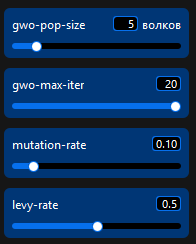 gwo-pop-size 5 волков
gwo-max-iter 20
mutation-rate 0.10
levy-rate 0.5